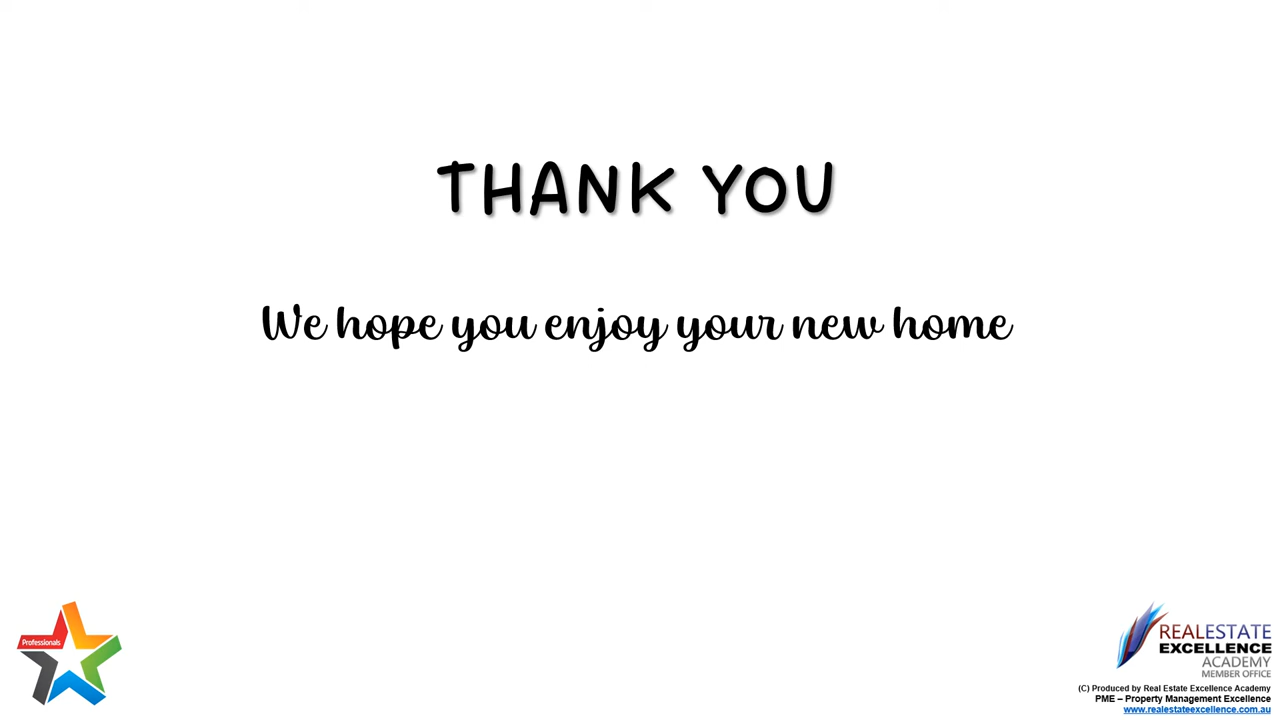 THANK YOU
We hope you enjoy your new home
Professionals
REALESTATE
EXCELLENCE
ACADEMY
MEMBER OFFICE
(C) Produced by Real Estate Excellence Academy
PME – Property Management Excellence
www.realestateexcellence.com.au